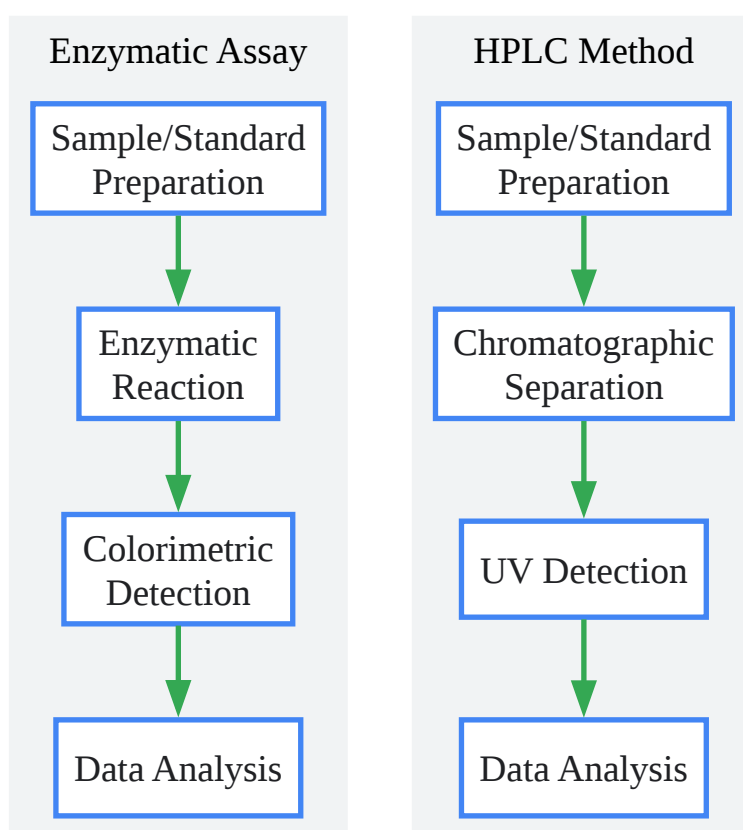 Enzymatic Assay
Sample/Standard
Preparation
Enzymatic
Reaction
Colorimetric
Detection
Data Analysis
HPLC Method
Sample/Standard
Preparation
Chromatographic
Separation
UV Detection
Data Analysis